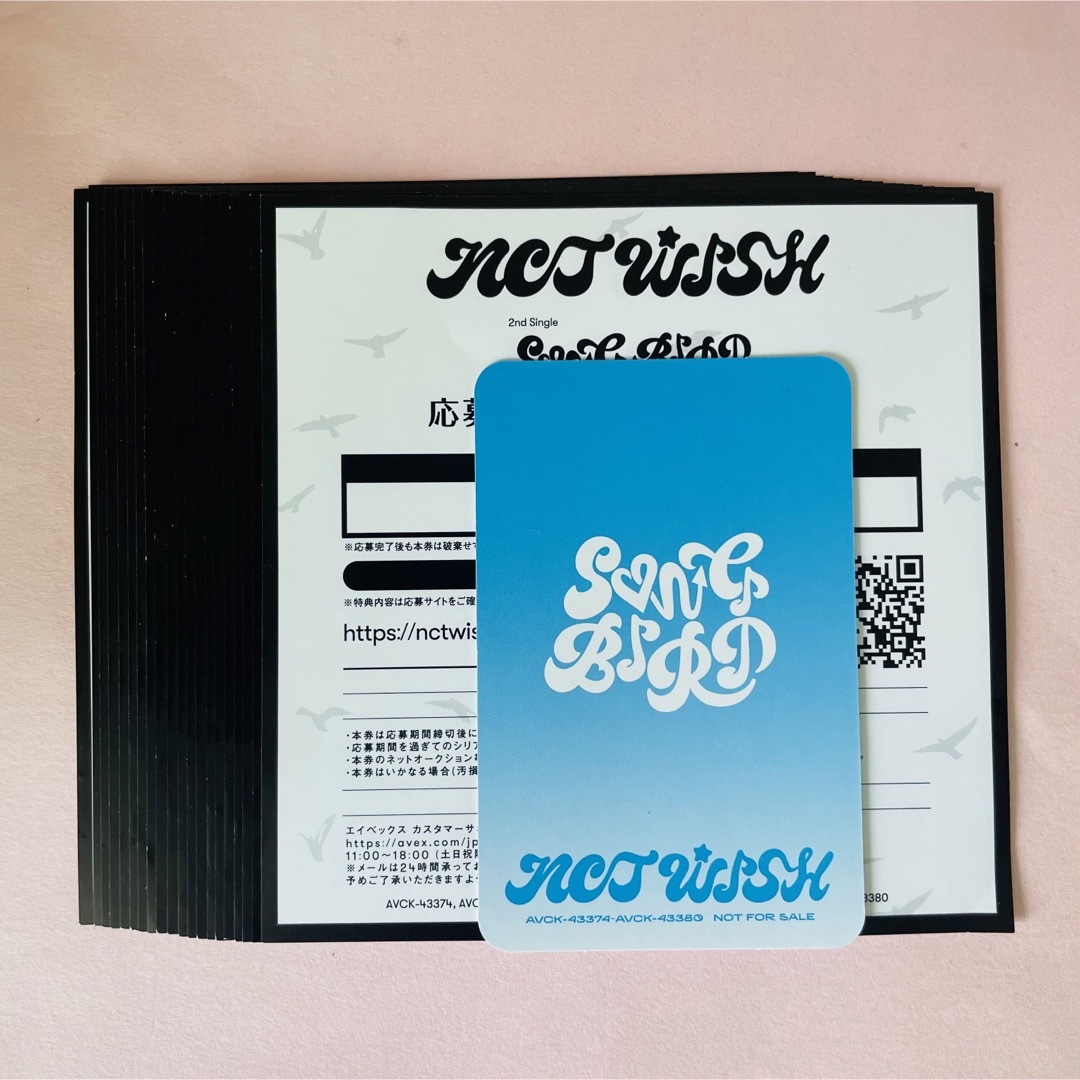 NCT WISH
2nd Single
SONG BIRD
応募
※応募完了後も本券は破棄せ
※特典内容は応募サイトをご確
https://nctwis
・本券は応募期間締切後に
・応募期間を過ぎてのシリア
・本券のネットオークション
・本券はいかなる場合(汚損
エイベックス カスタマーサ
https://avex.com/jp
11:00〜18:00 (土日祝
※メールは24時間承ってお
予めご了承いただきますよ
AVCK-43374, AVC
3380
SONG
BIRD
NCT WISH
AVCK-43374~AVCK-43380 NOT FOR SALE